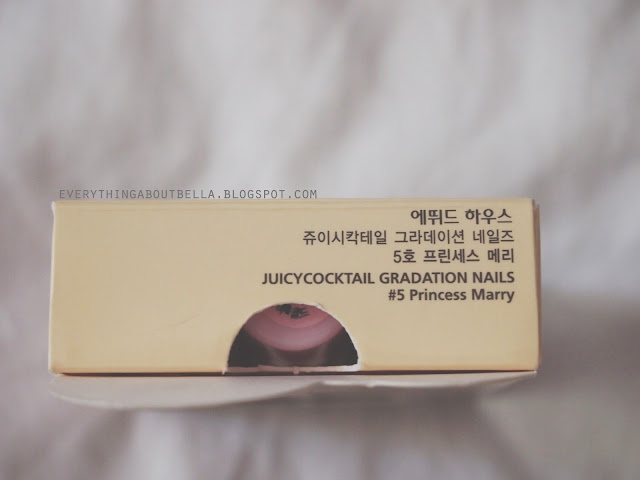 EVERYTHINGABOUTBELLA.BLOGSPOT.COM
에뛰드 하우스
쥬이시칵테일 그라데이션 네일즈
5호 프린세스 메리
JUICYCOCKTAIL GRADATION NAILS
#5 Princess Marry